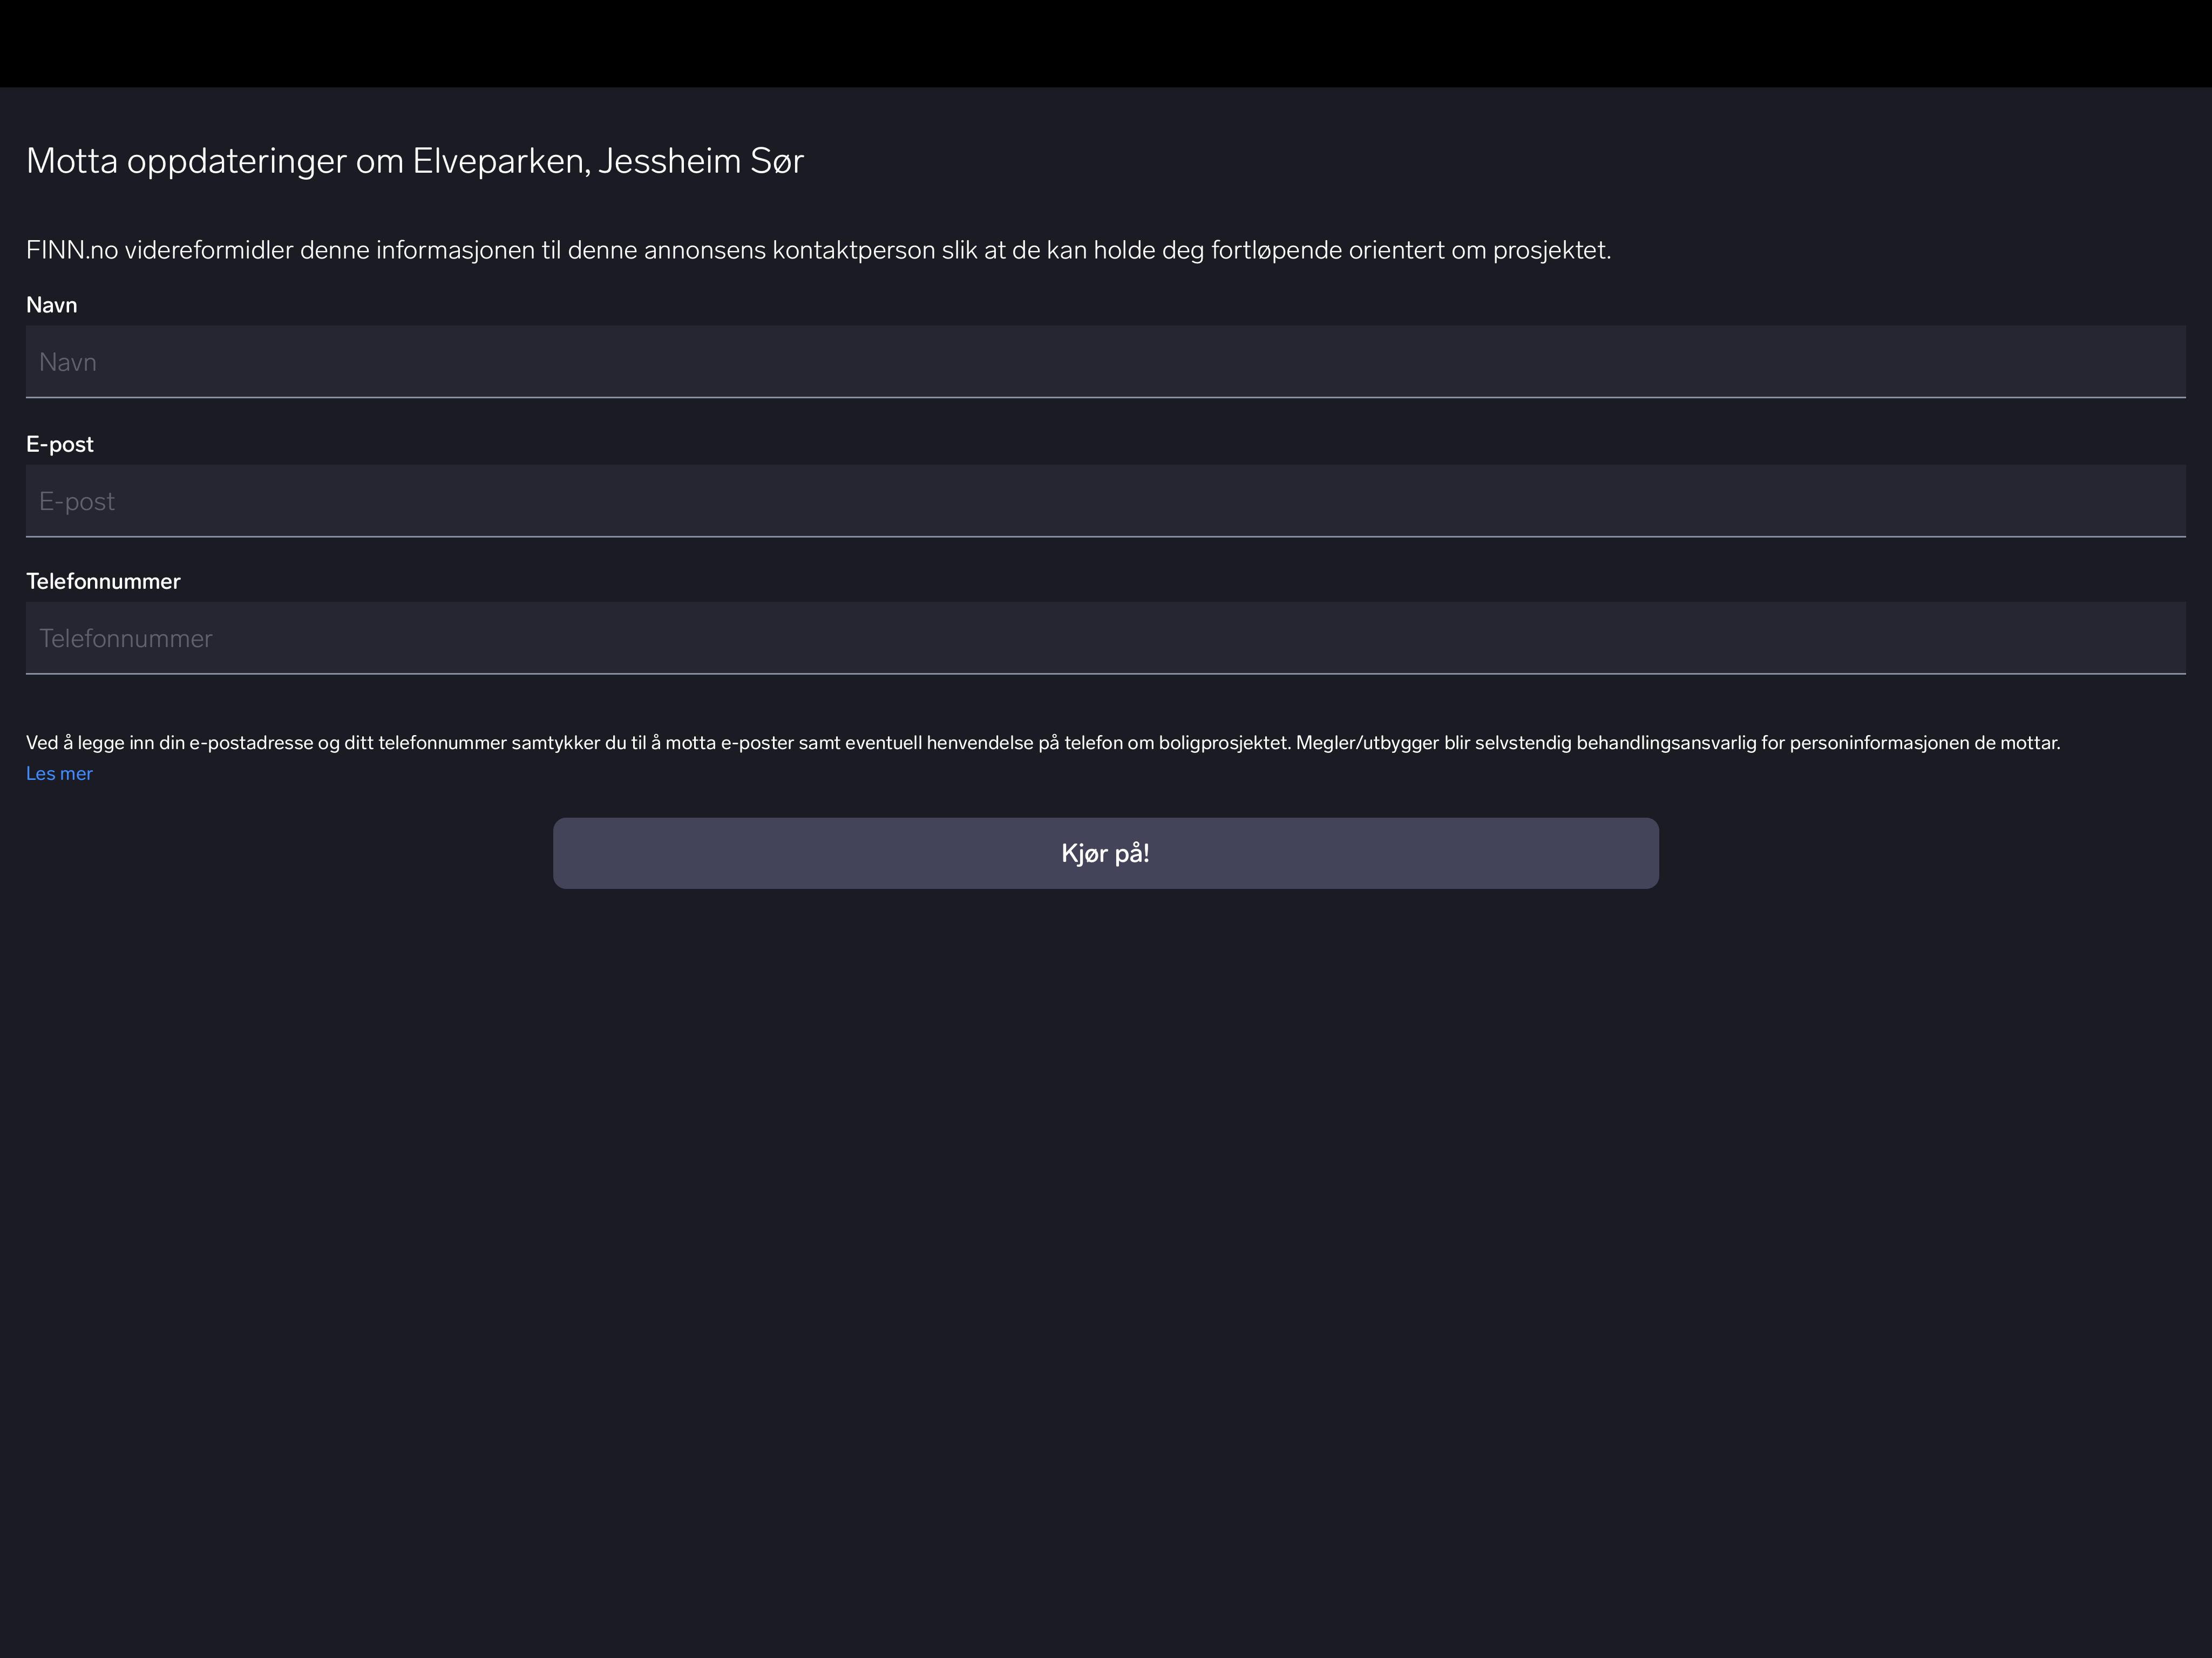 Motta oppdateringer om Elveparken, Jessheim Sør
FINN.no videreformidler denne informasjonen til denne annonsens kontaktperson slik at de kan holde deg fortløpende orientert om prosjektet.
Navn
Navn
E-post
E-post
Telefonnummer
Telefonnummer
Ved å legge inn din e-postadresse og ditt telefonnummer samtykker du til å motta e-poster samt eventuell henvendelse på telefon om boligprosjektet. Megler/utbygger blir selvstendig behandlingsansvarlig for personinformasjonen de mottar.
Les mer
Kjør på!